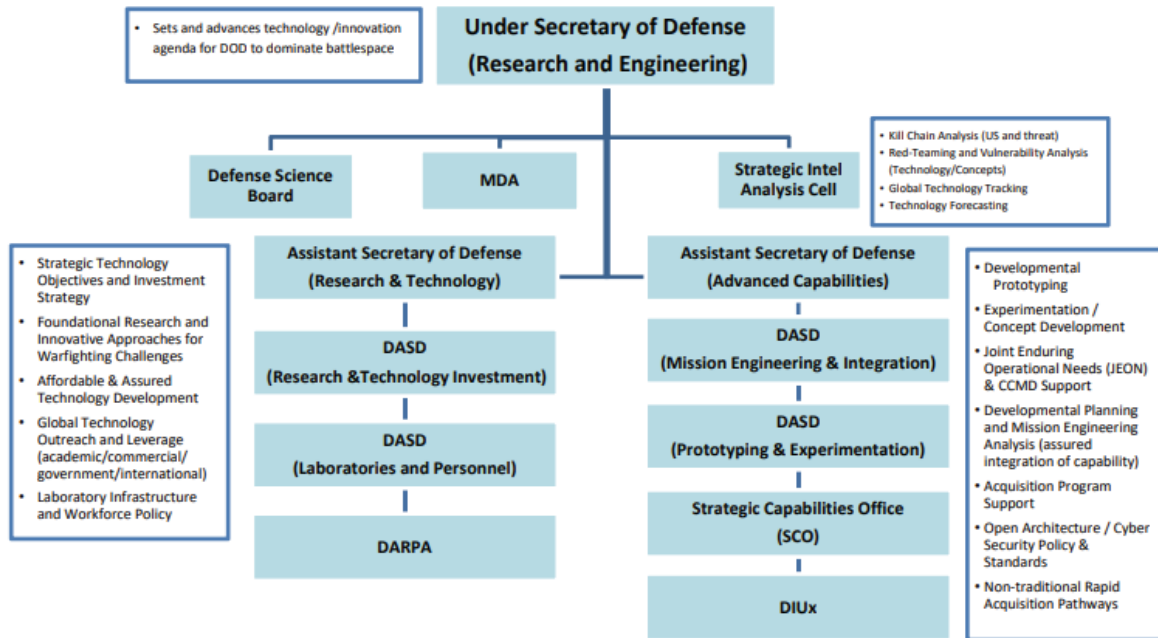 • Sets and advances technology /innovation
agenda for DOD to dominate battlespace
Under Secretary of Defense
(Research and Engineering)
Defense Science
Board
MDA
Strategic Intel
Analysis Cell
• Kill Chain Analysis (US and threat)
• Red-Teaming and Vulnerability Analysis
(Technology/Concepts)
• Global Technology Tracking
• Technology Forecasting
• Strategic Technology
Objectives and Investment
Strategy
• Foundational Research and
Innovative Approaches for
Warfighting Challenges
• Affordable & Assured
Technology Development
• Global Technology
Outreach and Leverage
(academic/commercial/
government/international)
• Laboratory Infrastructure
and Workforce Policy
Assistant Secretary of Defense
(Research & Technology)
DASD
(Research &Technology Investment)
DASD
(Laboratories and Personnel)
DARPA
Assistant Secretary of Defense
(Advanced Capabilities)
DASD
(Mission Engineering & Integration)
DASD
(Prototyping & Experimentation)
Strategic Capabilities Office
(SCO)
DIUx
• Developmental
Prototyping
• Experimentation /
Concept Development
• Joint Enduring
Operational Needs (JEON)
& CCMD Support
• Developmental Planning
and Mission Engineering
Analysis (assured
integration of capability)
• Acquisition Program
Support
• Open Architecture / Cyber
Security Policy &
Standards
• Non-traditional Rapid
Acquisition Pathways